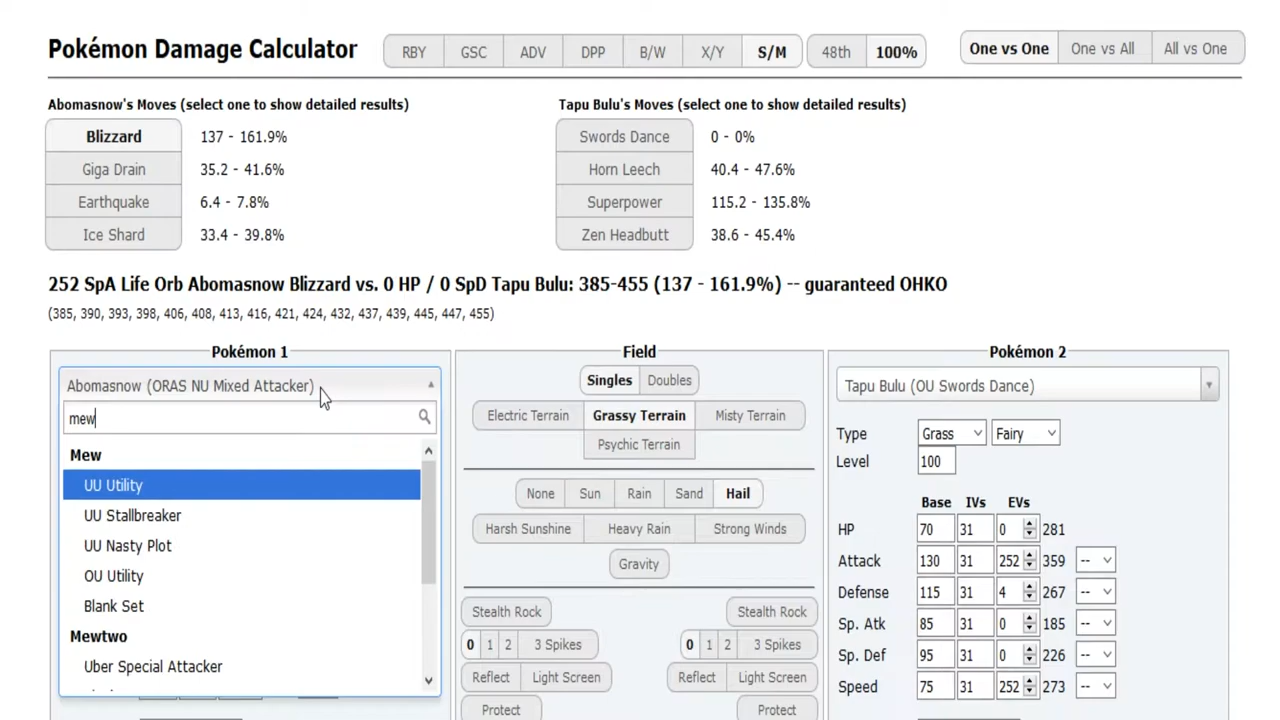 Pokémon Damage Calculator
RBY GSC ADV DPP B/W X/Y S/M 48th 100% One vs One One vs All All vs One
Abomasnow's Moves (select one to show detailed results)
Blizzard 137 - 161.9%
Giga Drain 35.2 - 41.6%
Earthquake 6.4 - 7.8%
Ice Shard 33.4 - 39.8%
Tapu Bulu's Moves (select one to show detailed results)
Swords Dance 0 - 0%
Horn Leech 40.4 - 47.6%
Superpower 115.2 - 135.8%
Zen Headbutt 38.6 - 45.4%
252 SpA Life Orb Abomasnow Blizzard vs. 0 HP / 0 SpD Tapu Bulu: 385-455 (137 - 161.9%) -- guaranteed OHKO
(385, 390, 393, 398, 406, 408, 413, 416, 421, 424, 432, 437, 439, 445, 447, 455)
Pokémon 1
Abomasnow (ORAS NU Mixed Attacker)
mew
Mew
UU Utility
UU Stallbreaker
UU Nasty Plot
OU Utility
Blank Set
Mewtwo
Uber Special Attacker
Field
Singles Doubles
Electric Terrain Grassy Terrain Misty Terrain
Psychic Terrain
None Sun Rain Sand Hail
Harsh Sunshine Heavy Rain Strong Winds
Gravity
Stealth Rock Stealth Rock
0 1 2 3 Spikes 0 1 2 3 Spikes
Reflect Light Screen Reflect Light Screen
Protect Protect
Pokémon 2
Tapu Bulu (OU Swords Dance)
Type Grass Fairy
Level 100
Base IVs EVs
HP 70 31 0 281
Attack 130 31 252 359 --
Defense 115 31 4 267 --
Sp. Atk 85 31 0 185 --
Sp. Def 95 31 0 226 --
Speed 75 31 252 273 --